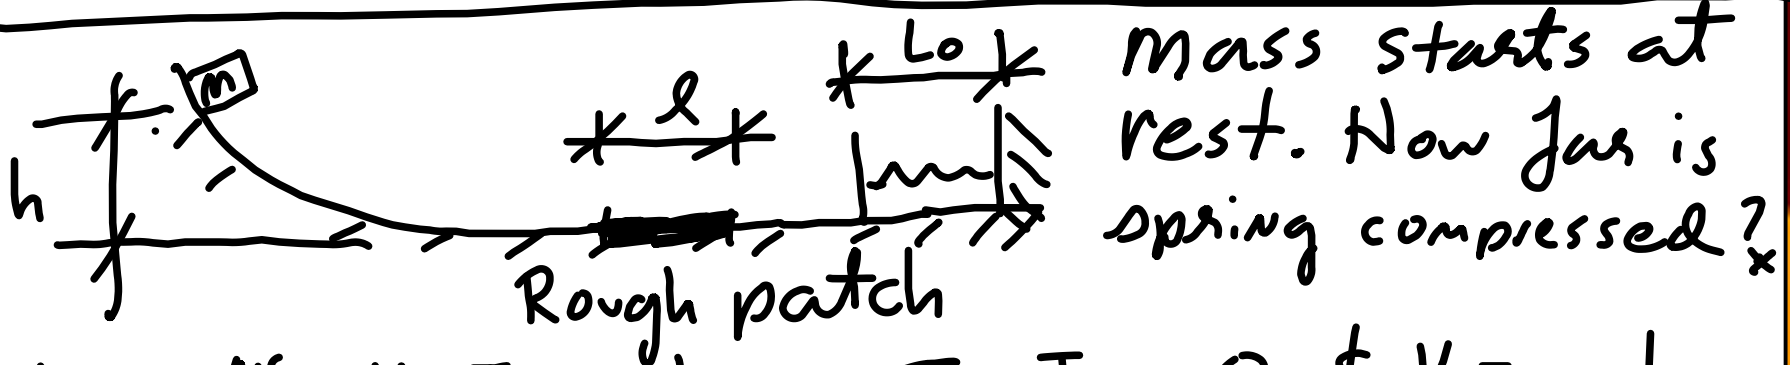 Lo
mass starts at
m
l
rest. How far is
h
spring compressed?
x
Rough patch